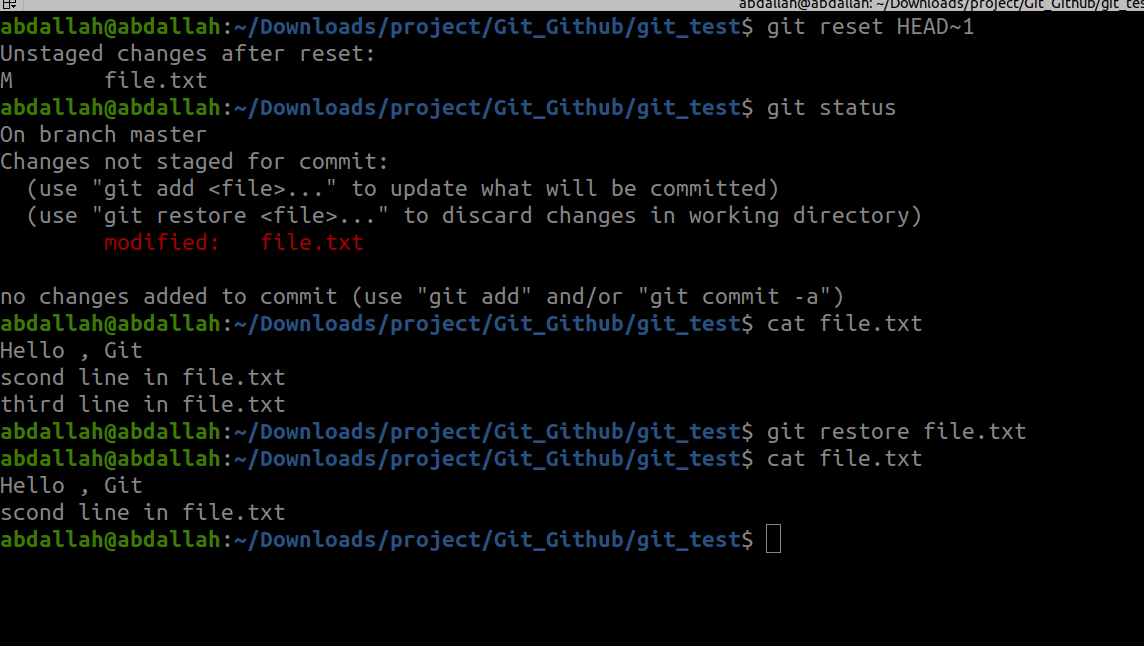 abdallah@abdallah: ~/Downloads/project/Git_Github/git_tes
abdallah@abdallah:~/Downloads/project/Git_Github/git_test$ git reset HEAD~1
Unstaged changes after reset:
M       file.txt
abdallah@abdallah:~/Downloads/project/Git_Github/git_test$ git status
On branch master
Changes not staged for commit:
  (use "git add <file>..." to update what will be committed)
  (use "git restore <file>..." to discard changes in working directory)
        modified:   file.txt

no changes added to commit (use "git add" and/or "git commit -a")
abdallah@abdallah:~/Downloads/project/Git_Github/git_test$ cat file.txt
Hello , Git
scond line in file.txt
third line in file.txt
abdallah@abdallah:~/Downloads/project/Git_Github/git_test$ git restore file.txt
abdallah@abdallah:~/Downloads/project/Git_Github/git_test$ cat file.txt
Hello , Git
scond line in file.txt
abdallah@abdallah:~/Downloads/project/Git_Github/git_test$